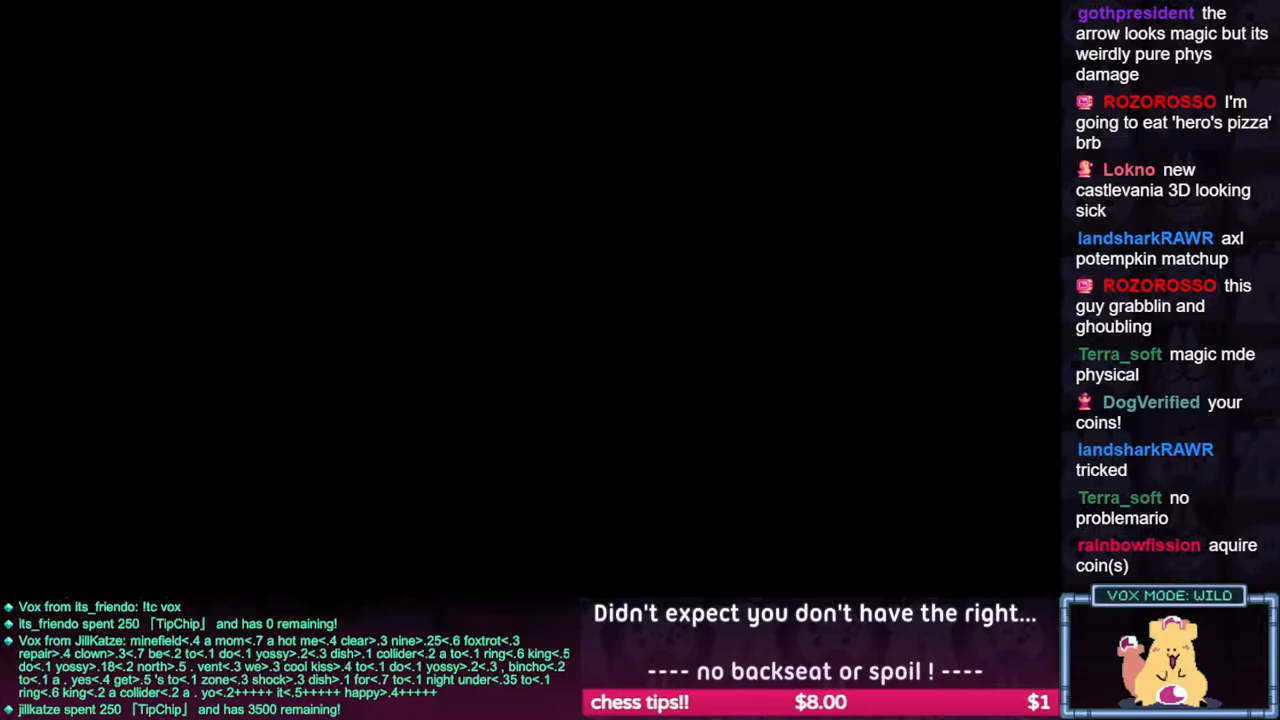 gothpresident the
arrow looks magic but its
weirdly pure phys
damage
ROZOROSSO I'm
going to eat 'hero's pizza'
brb
Lokno new
castlevania 3D looking
sick
landsharkRAWR axl
potempkin matchup
ROZOROSSO this
guy grabblin and
ghoubling
Terra_soft magic mde
physical
DogVerified your
coins!
landsharkRAWR
tricked
Terra_soft no
problemario
rainbowfission aquire
coin(s)
Vox from its_friendo: !tc vox
its_friendo spent 250 「TipChip」 and has 0 remaining!
Vox from JillKatze: minefield<.4 a mom<.7 a hot me<.4 clear>.3 nine>.25<.6 foxtrot<.3
repair>.4 clown>.3<.7 be<.2 to<.1 do<.1 yossy>.2<.3 dish>.1 collider<.2 a to<.1 ring<.6 king<.5
do<.1 yossy>.18<.2 north>.5 . vent<.3 we>.3 cool kiss>.4 to<.1 do<.1 yossy>.2<.3 , bincho<.2
to<.1 a . yes<.4 get>.5 's to<.1 zone<.3 shock>.3 dish>.1 for<.7 to<.1 night under<.35 to<.1
ring<.6 king<.2 a collider<.2 a . yo<.2+++++ it<.5+++++ happy>.4+++++
jillkatze spent 250 「TipChip」 and has 3500 remaining!
Didn't expect you don't have the right...
---- no backseat or spoil ! ----
chess tips!! $8.00 $1
VOX MODE: WILD